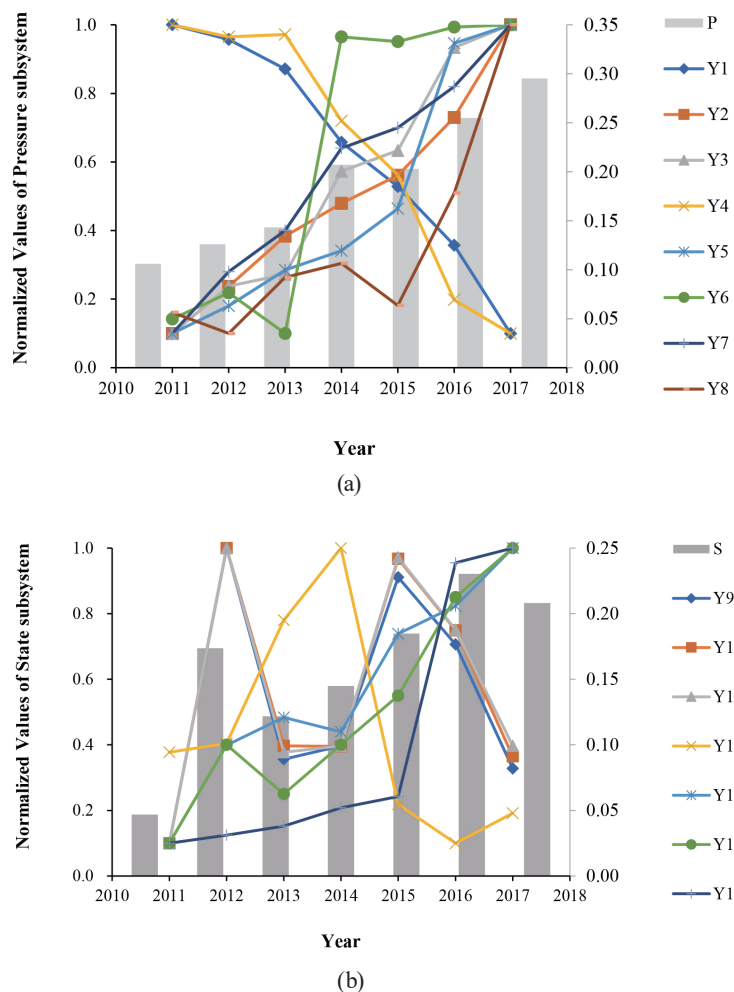 Normalized Values of Pressure subsystem
1.0
0.8
0.6
0.4
0.2
0.0
0.35
0.30
0.25
0.20
0.15
0.10
0.05
0.00
2010 2011 2012 2013 2014 2015 2016 2017 2018
Year
P
Y1
Y2
Y3
Y4
Y5
Y6
Y7
Y8
(a)
Normalized Values of State subsystem
1.0
0.8
0.6
0.4
0.2
0.0
0.25
0.20
0.15
0.10
0.05
0.00
2010 2011 2012 2013 2014 2015 2016 2017 2018
Year
S
Y9
Y1
Y1
Y1
Y1
Y1
Y1
(b)